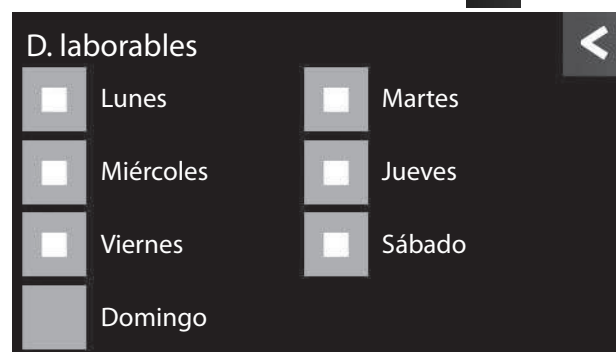 D. laborables
Lunes
Martes
Miércoles
Jueves
Viernes
Sábado
Domingo